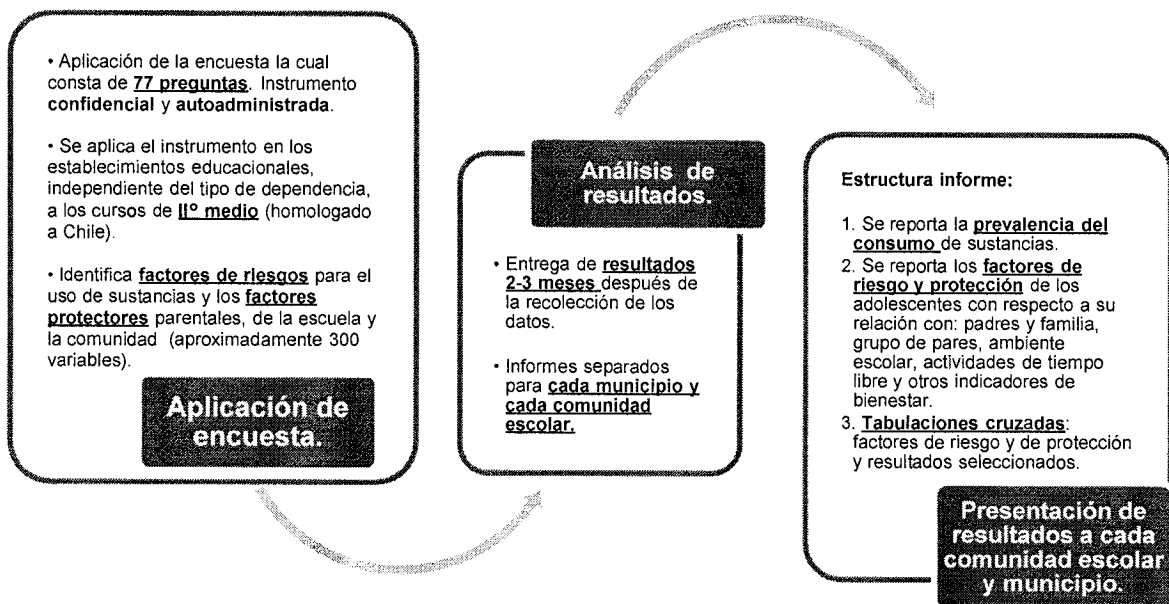 • Aplicación de la encuesta la cual
consta de 77 preguntas. Instrumento
confidencial y autoadministrada.
• Se aplica el instrumento en los
establecimientos educacionales,
independiente del tipo de dependencia,
a los cursos de IIº medio (homologado
a Chile).
• Identifica factores de riesgos para el
uso de sustancias y los factores
protectores parentales, de la escuela y
la comunidad (aproximadamente 300
variables).
Aplicación de
encuesta.
Análisis de
resultados.
• Entrega de resultados
2-3 meses después de
la recolección de los
datos.
• Informes separados
para cada municipio y
cada comunidad
escolar.
Estructura informe:
1. Se reporta la prevalencia del
consumo de sustancias.
2. Se reporta los factores de
riesgo y protección de los
adolescentes con respecto a su
relación con: padres y familia,
grupo de pares, ambiente
escolar, actividades de tiempo
libre y otros indicadores de
bienestar.
3. Tabulaciones cruzadas:
factores de riesgo y de protección
y resultados seleccionados.
Presentación de
resultados a cada
comunidad escolar
y municipio.